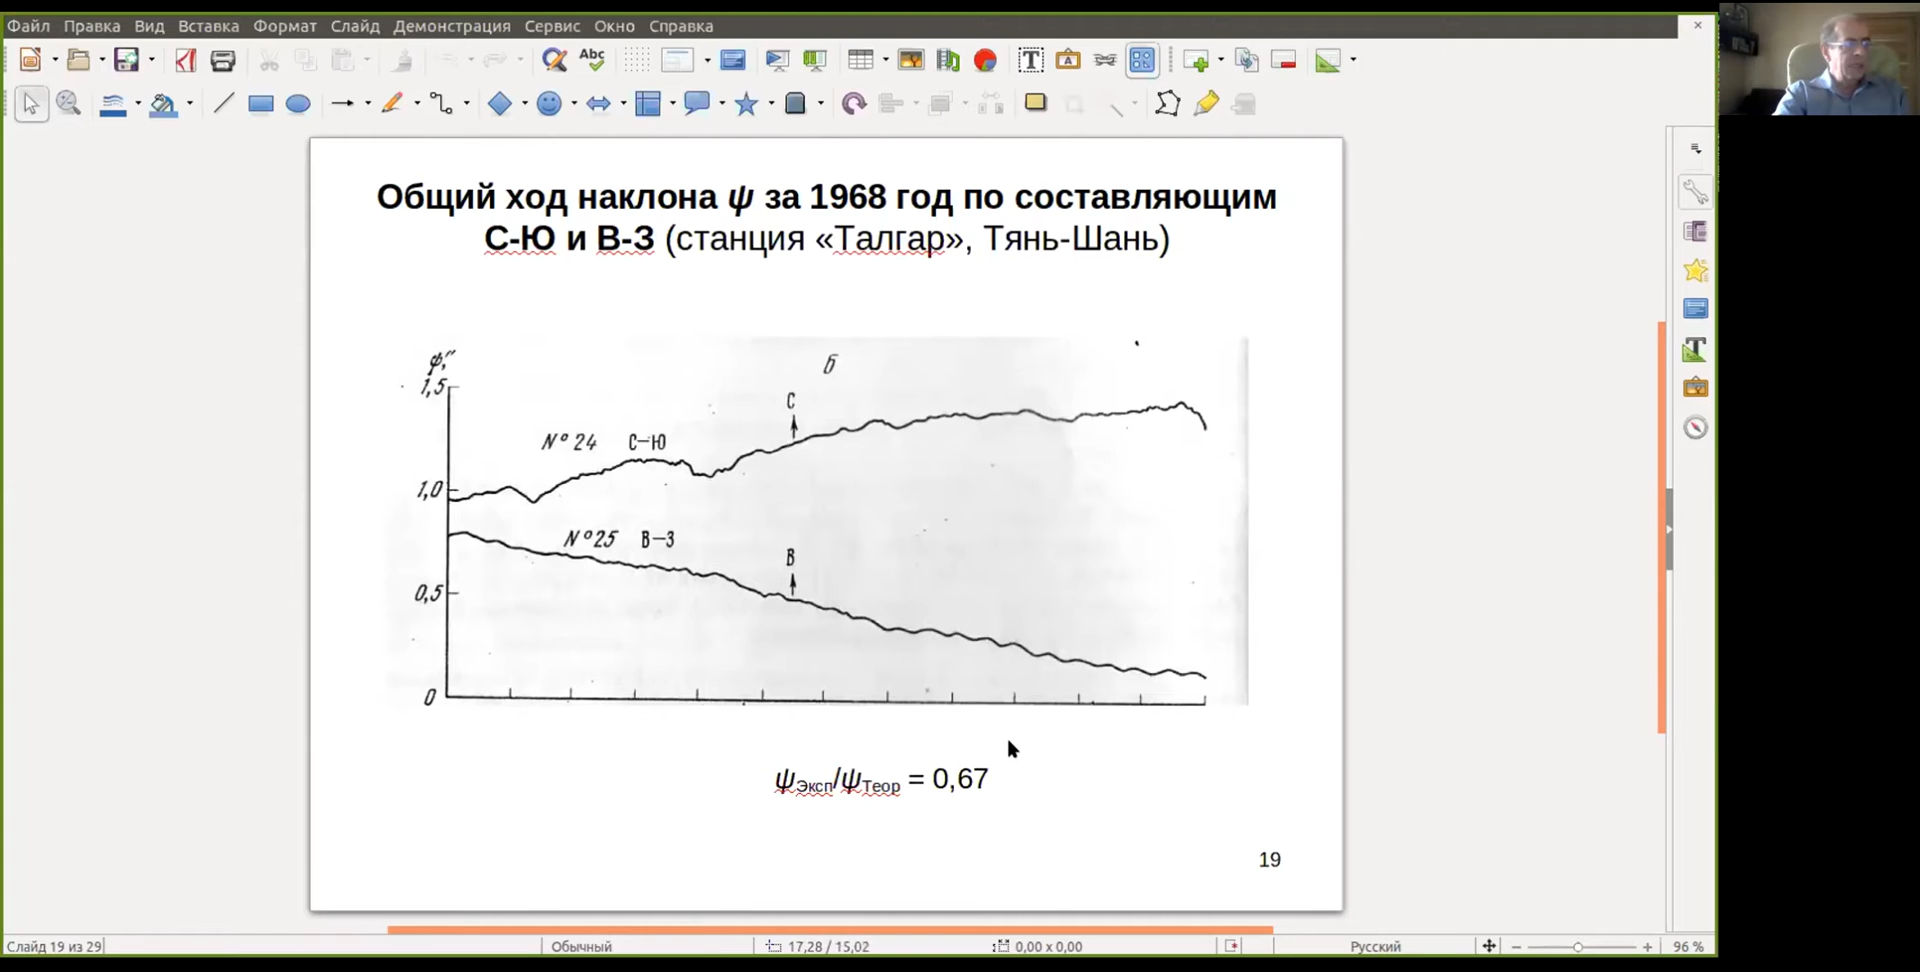 Файл Правка Вид Вставка Формат Слайд Демонстрация Сервис Окно Справка
Abc
Общий ход наклона ψ за 1968 год по составляющим
С-Ю и В-З (станция «Талгар», Тянь-Шань)
φ,″
б
1,5
С
N° 24 С–Ю
1,0
N° 25 В–З
В
0,5
0
ψЭксп/ψТеор = 0,67
19
Слайд 19 из 29 Обычный 17,28 / 15,02 0,00 x 0,00 Русский 96 %